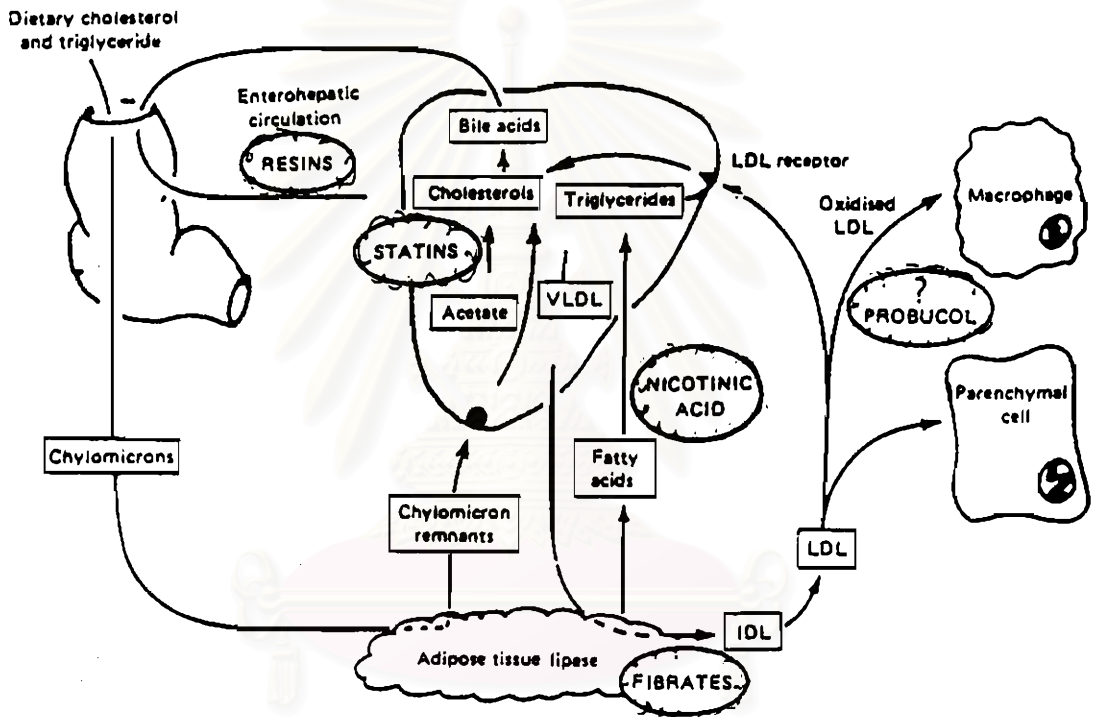 Dietary cholesterol
and triglyceride
Enterohepatic
circulation
RESINS
Bile acids
Cholesterols
Triglycerides
LDL receptor
Oxidised
LDL
Macrophage
STATINS
Acetate
VLDL
?
PROBUCOL
NICOTINIC
ACID
Parenchymal
cell
Chylomicrons
Fatty
acids
Chylomicron
remnants
LDL
IDL
Adipose tissue lipase
FIBRATES